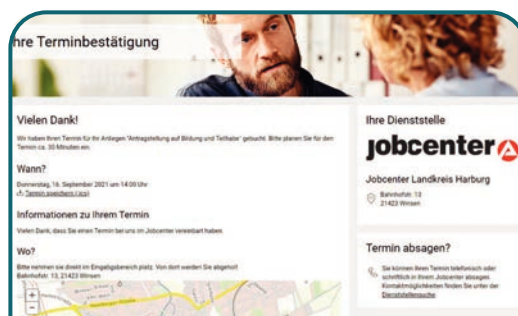 hre Terminbestätigung
Vielen Dank!
Wir haben Ihren Termin für Ihr Anliegen "Antragstellung auf Bildung und Teilhabe" gebucht. Bitte planen Sie für den
Termin ca. 30 Minuten ein.
Wann?
Donnerstag, 16. September 2021 um 14:00 Uhr
Termin speichern (.ics)
Informationen zu Ihrem Termin
Vielen Dank, dass Sie einen Termin bei uns im Jobcenter vereinbart haben.
Wo?
Bitte nehmen sie direkt im Eingangsbereich platz. Von dort werden Sie abgeholt
Bahnhofstr. 13, 21423 Winsen
+
−
Ihre Dienststelle
jobcenter
Jobcenter Landkreis Harburg
Bahnhofstr. 13
21423 Winsen
Termin absagen?
Sie können Ihren Termin telefonisch oder
schriftlich in Ihrem Jobcenter absagen.
Kontaktmöglichkeiten finden Sie unter der
Dienststellensuche